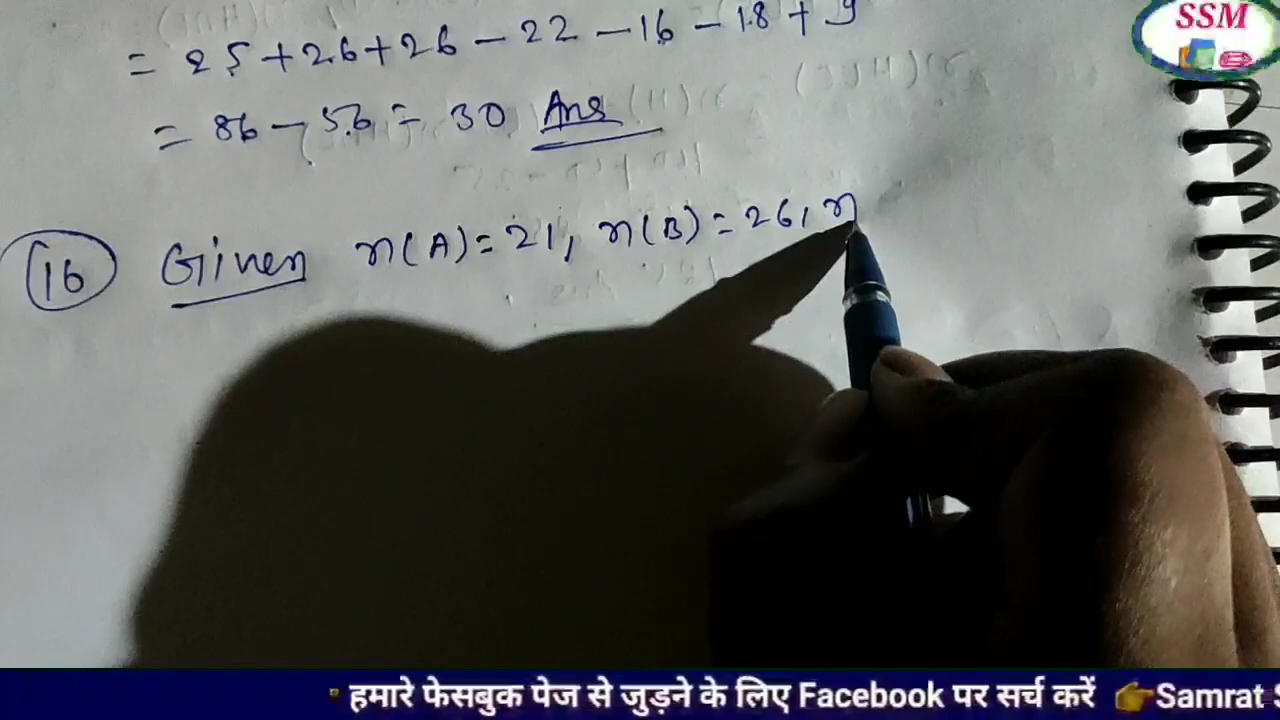 SSM
= 25 + 26 + 26 - 22 - 16 - 18 + 9
= 86 - 56 = 30 Ans
16 Given n(A) = 21, n(B) = 26, n
हमारे फेसबुक पेज से जुड़ने के लिए Facebook पर सर्च करें 👉Samrat S